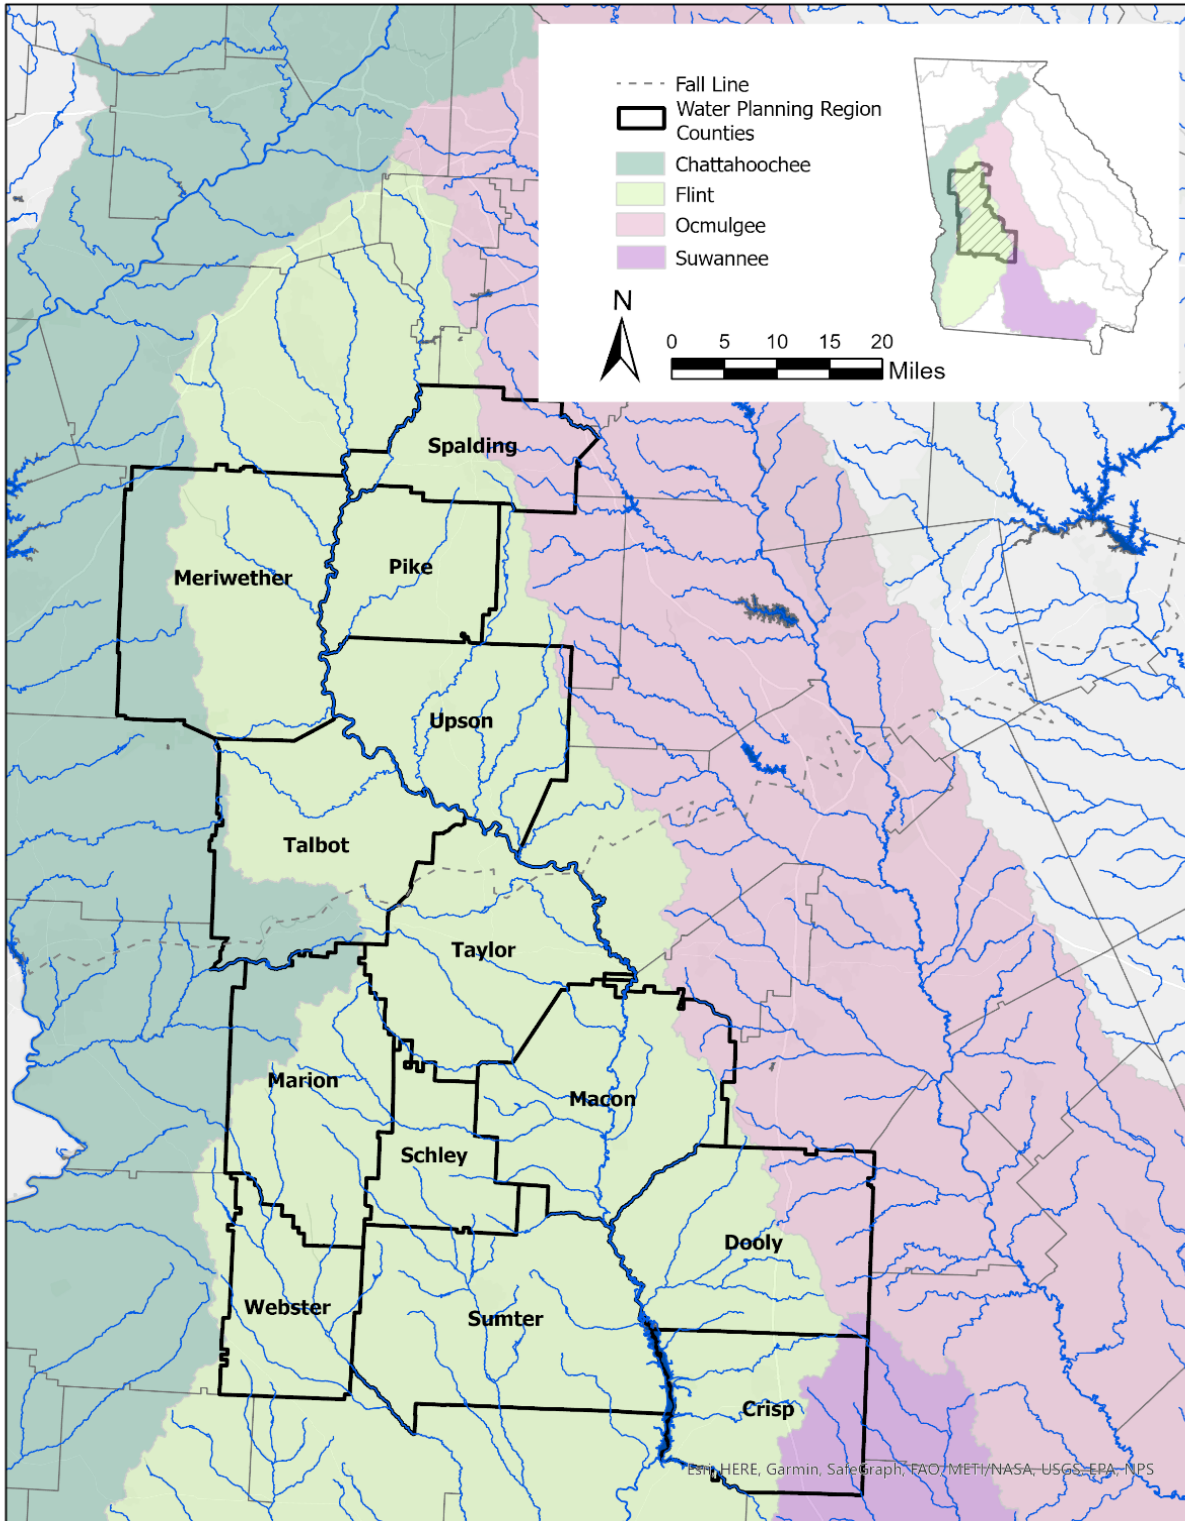 Fall Line
Water Planning Region
Counties
Chattahoochee
Flint
Ocmulgee
Suwannee
N
0 5 10 15 20
Miles
Spalding
Pike
Meriwether
Upson
Talbot
Taylor
Marion
Macon
Schley
Dooly
Webster
Sumter
Crisp
Esri, HERE, Garmin, SafeGraph, FAO, METI/NASA, USGS, EPA, NPS